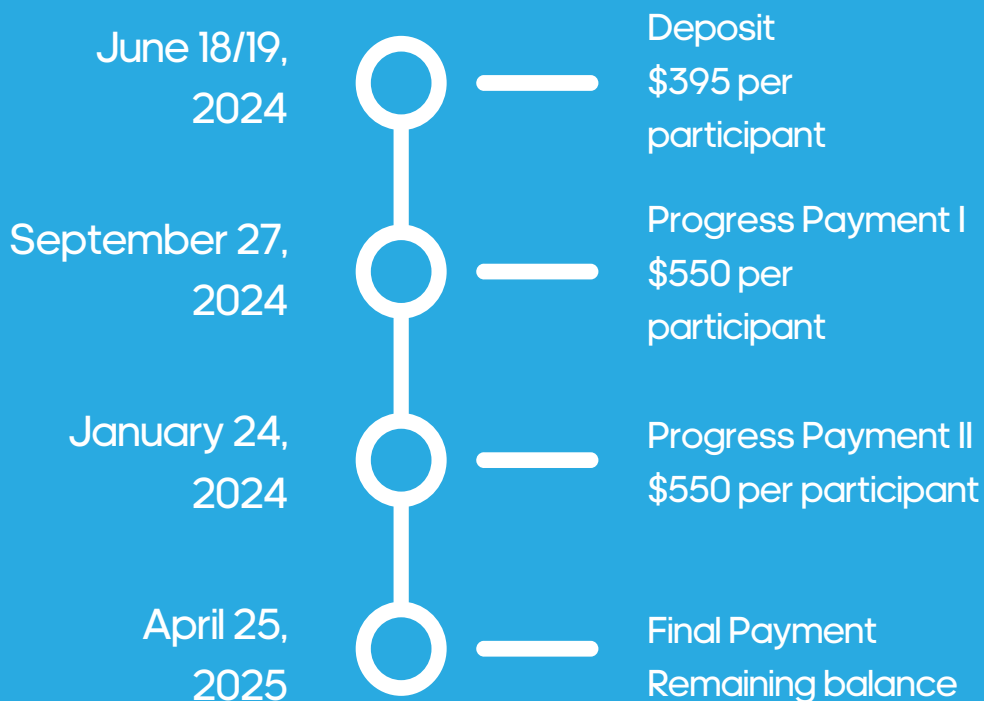 June 18/19,
2024
Deposit
$395 per
participant
September 27,
2024
Progress Payment I
$550 per
participant
January 24,
2024
Progress Payment II
$550 per participant
April 25,
2025
Final Payment
Remaining balance